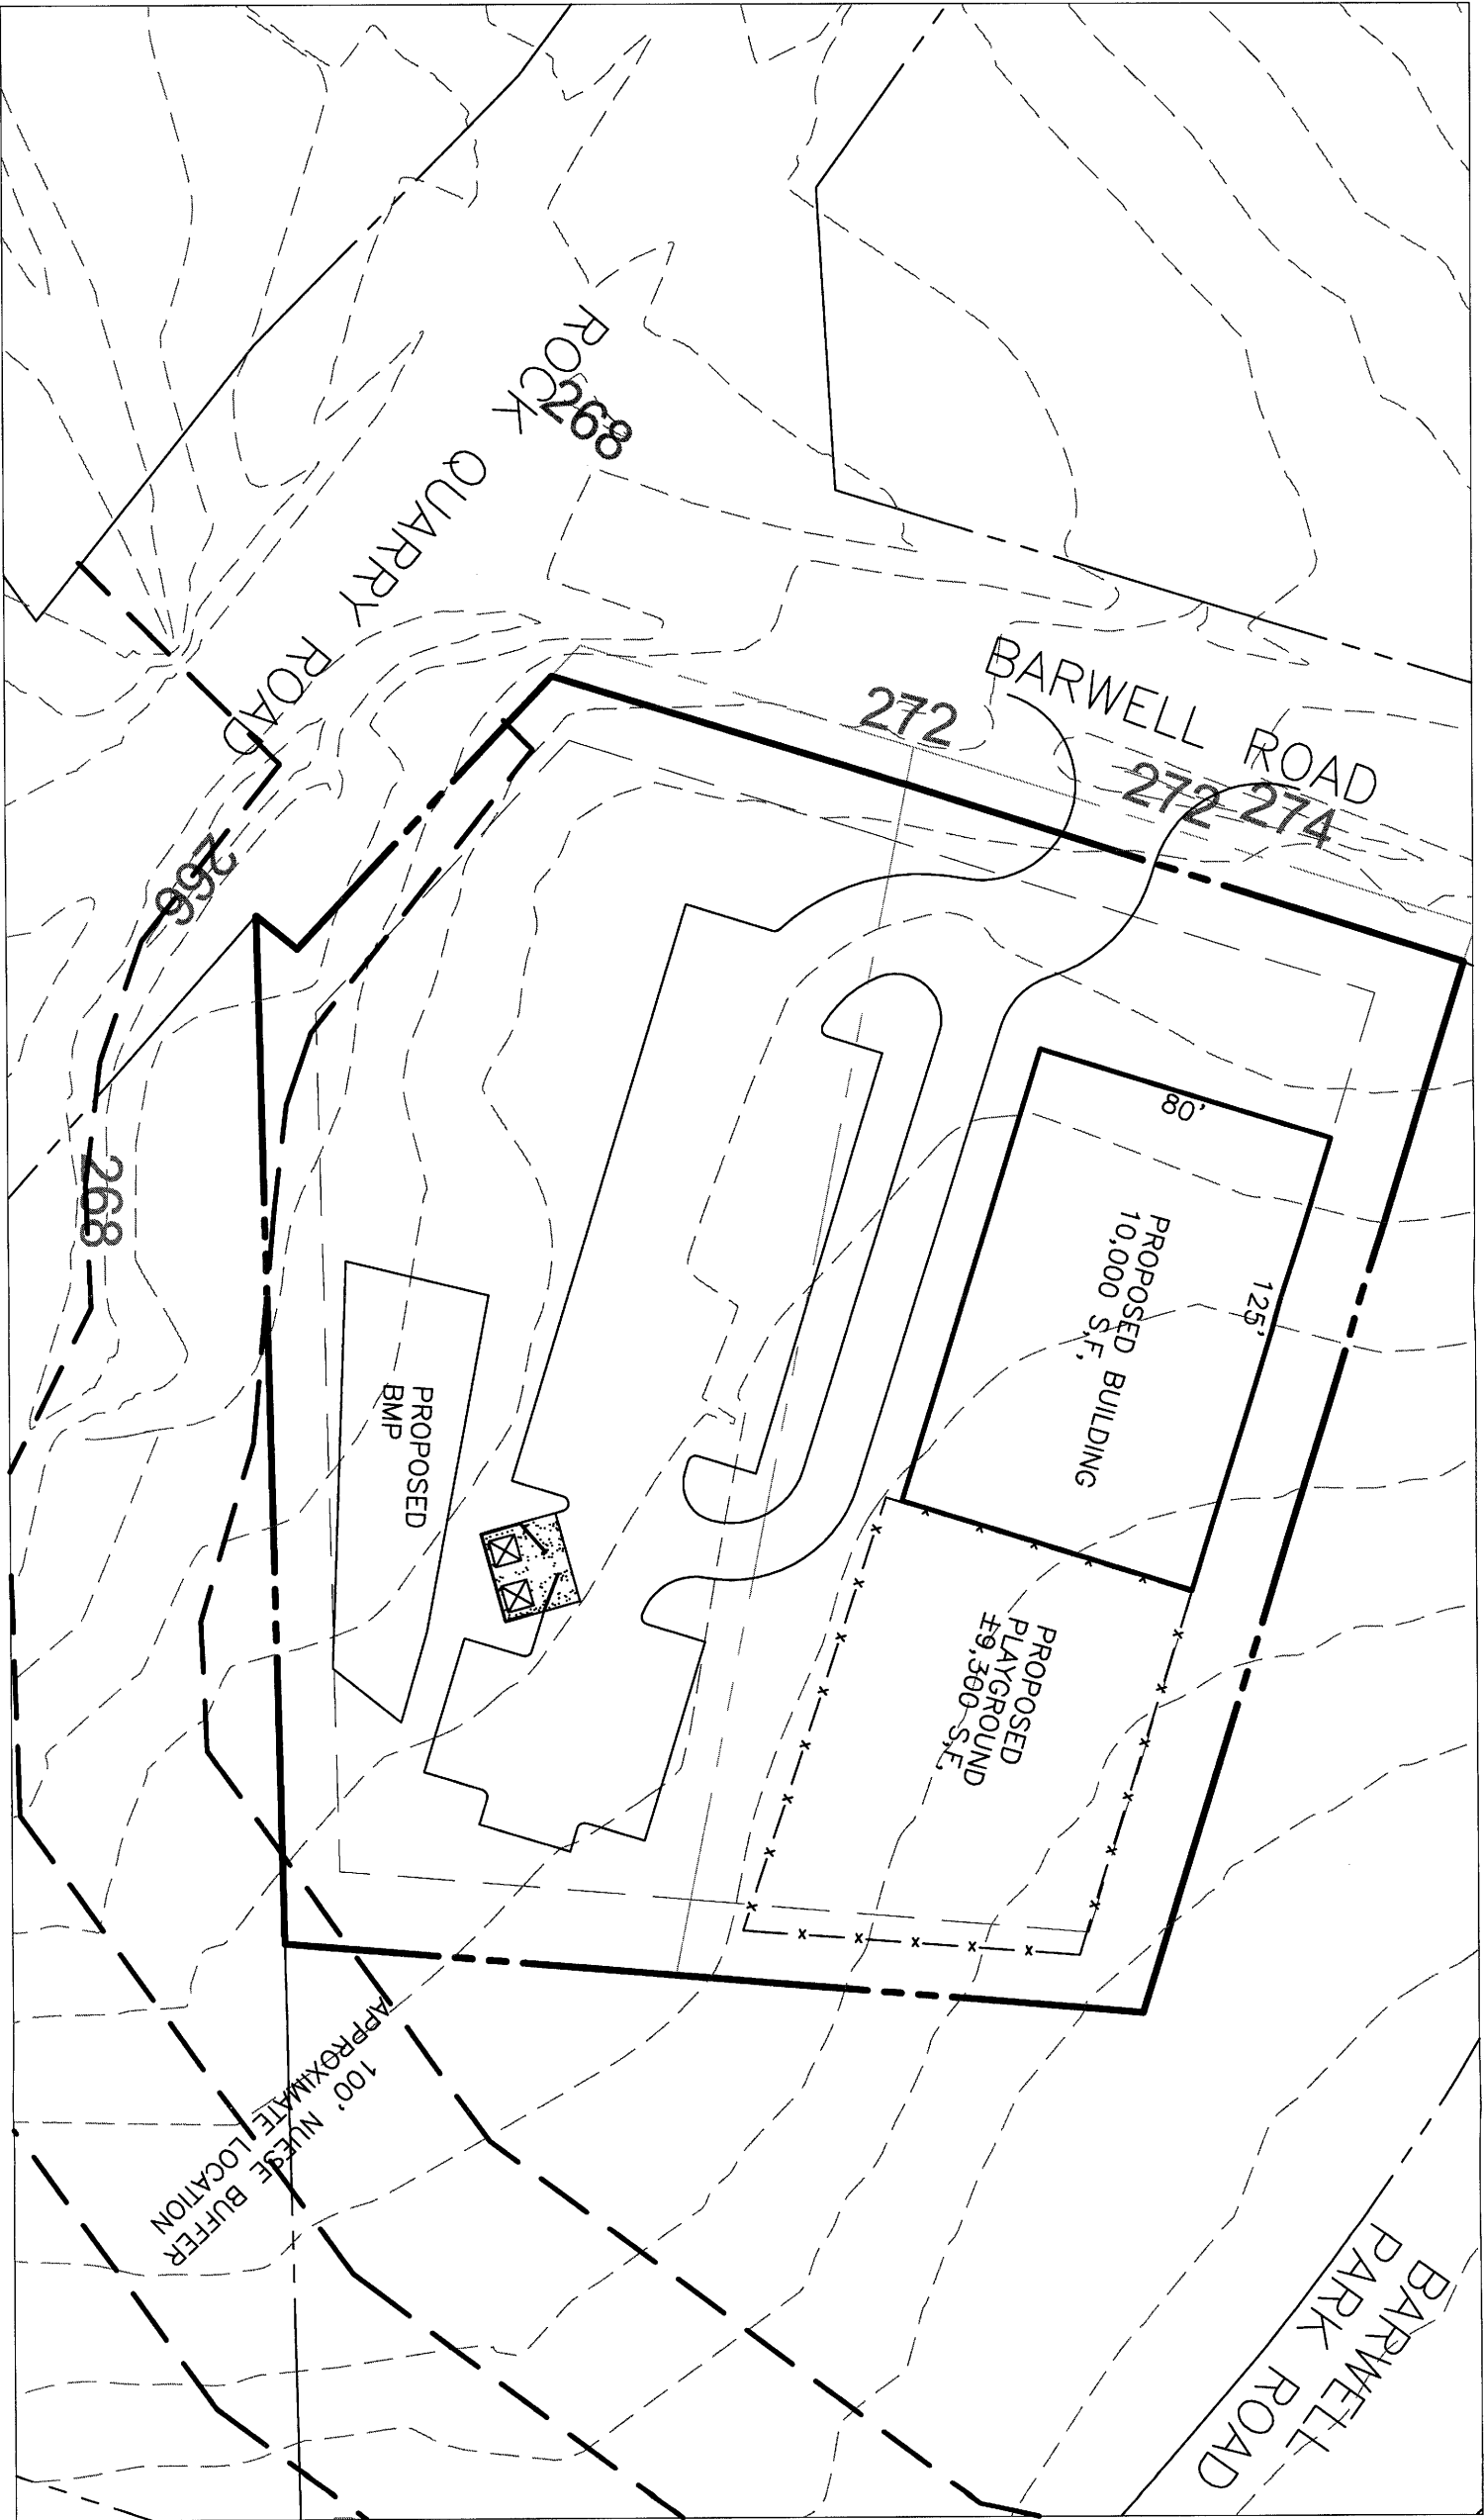 ROCK QUARRY ROAD
268
BARWELL ROAD
272
272
274
266
268
80'
125'
PROPOSED BUILDING
10,000 S.F.
PROPOSED
BMP
PROPOSED
PLAYGROUND
±9,300 S.F.
100' NUESE BUFFER
APPROXIMATE LOCATION
BARWELL
PARK ROAD